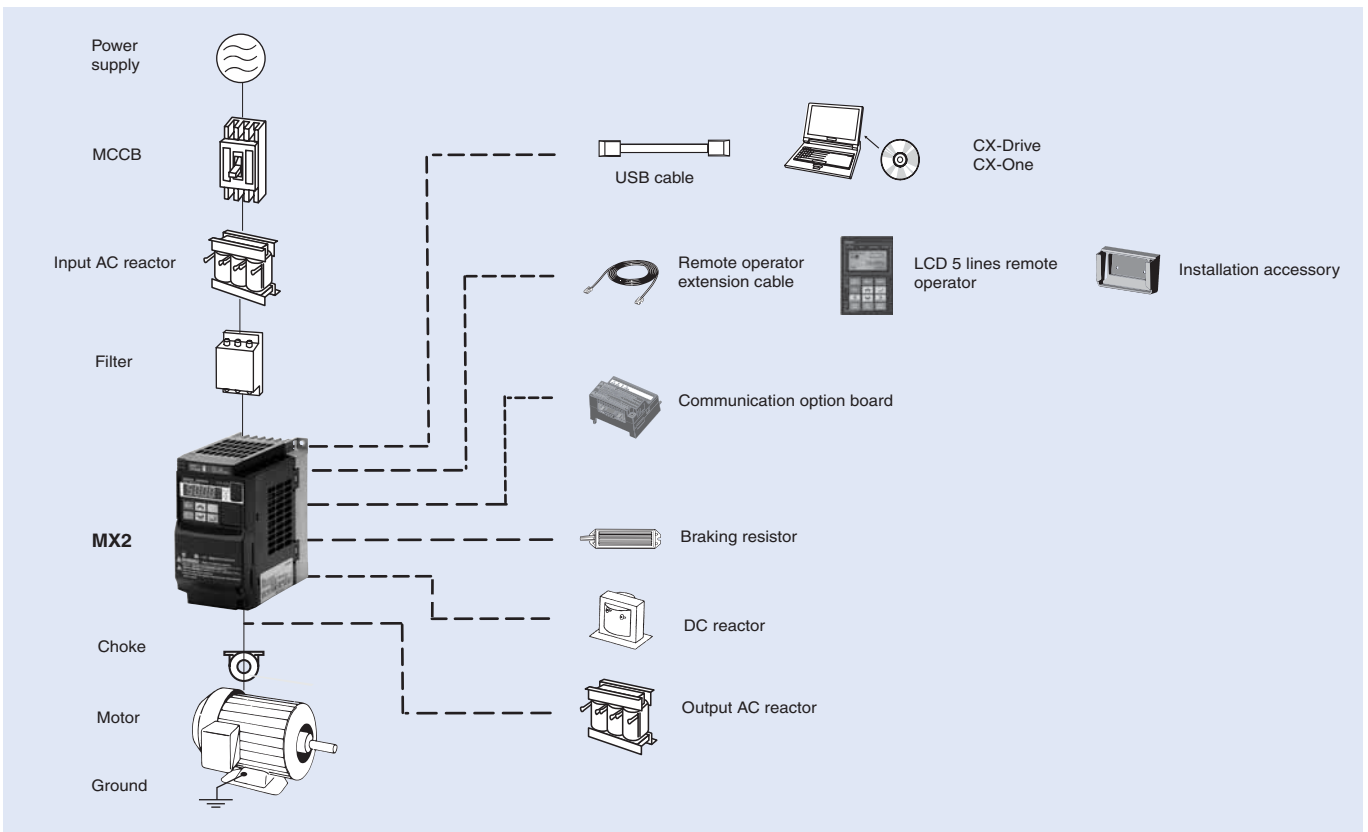 Power
supply
MCCB
USB cable
CX-Drive
CX-One
Input AC reactor
Remote operator
extension cable
LCD 5 lines remote
operator
Installation accessory
Filter
Communication option board
MX2
Braking resistor
DC reactor
Choke
Output AC reactor
Motor
Ground